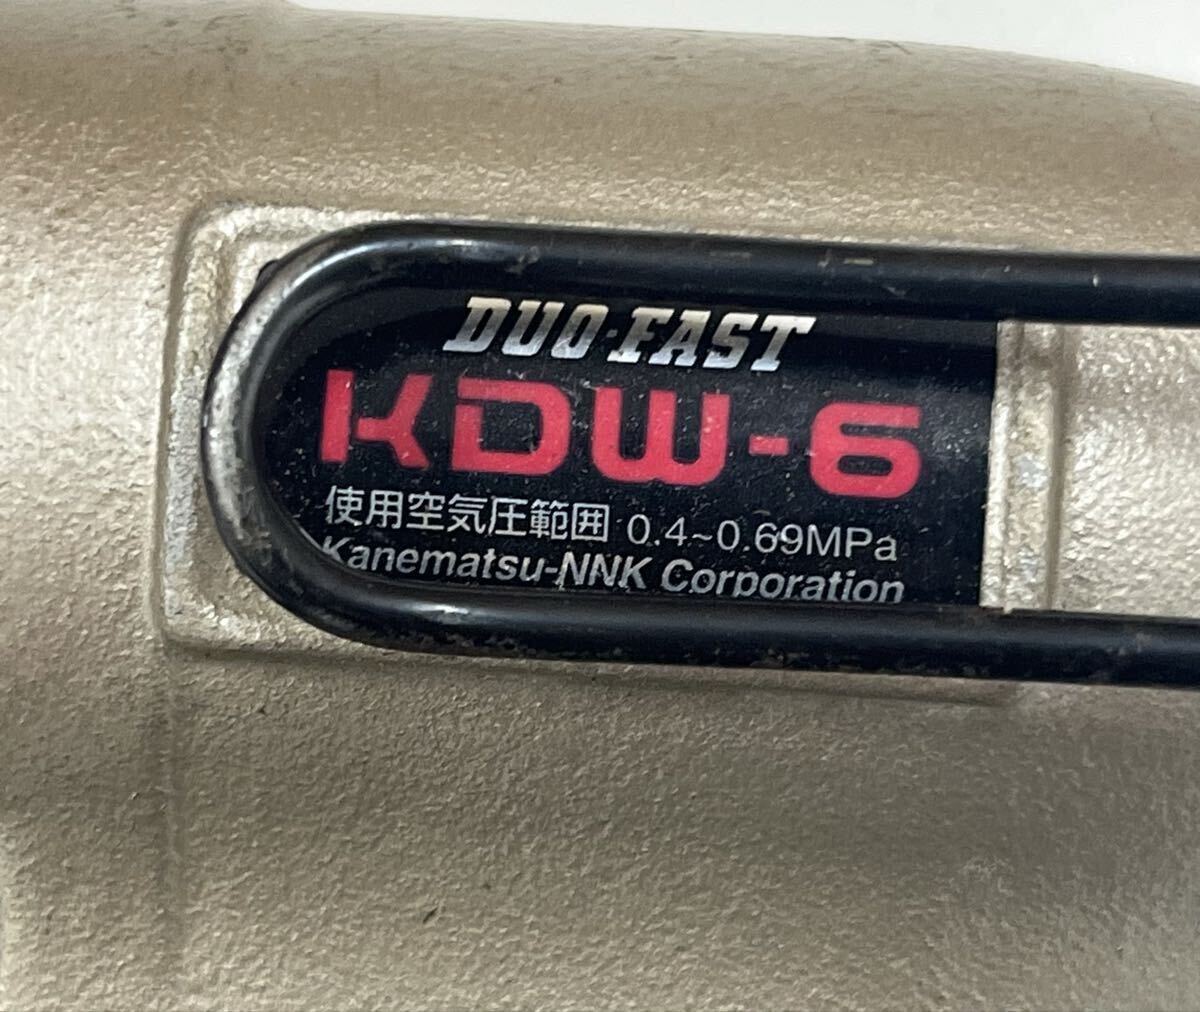 DUO-FAST
KDW-6
使用空気圧範囲 0.4~0.69MPa
Kanematsu-NNK Corporation